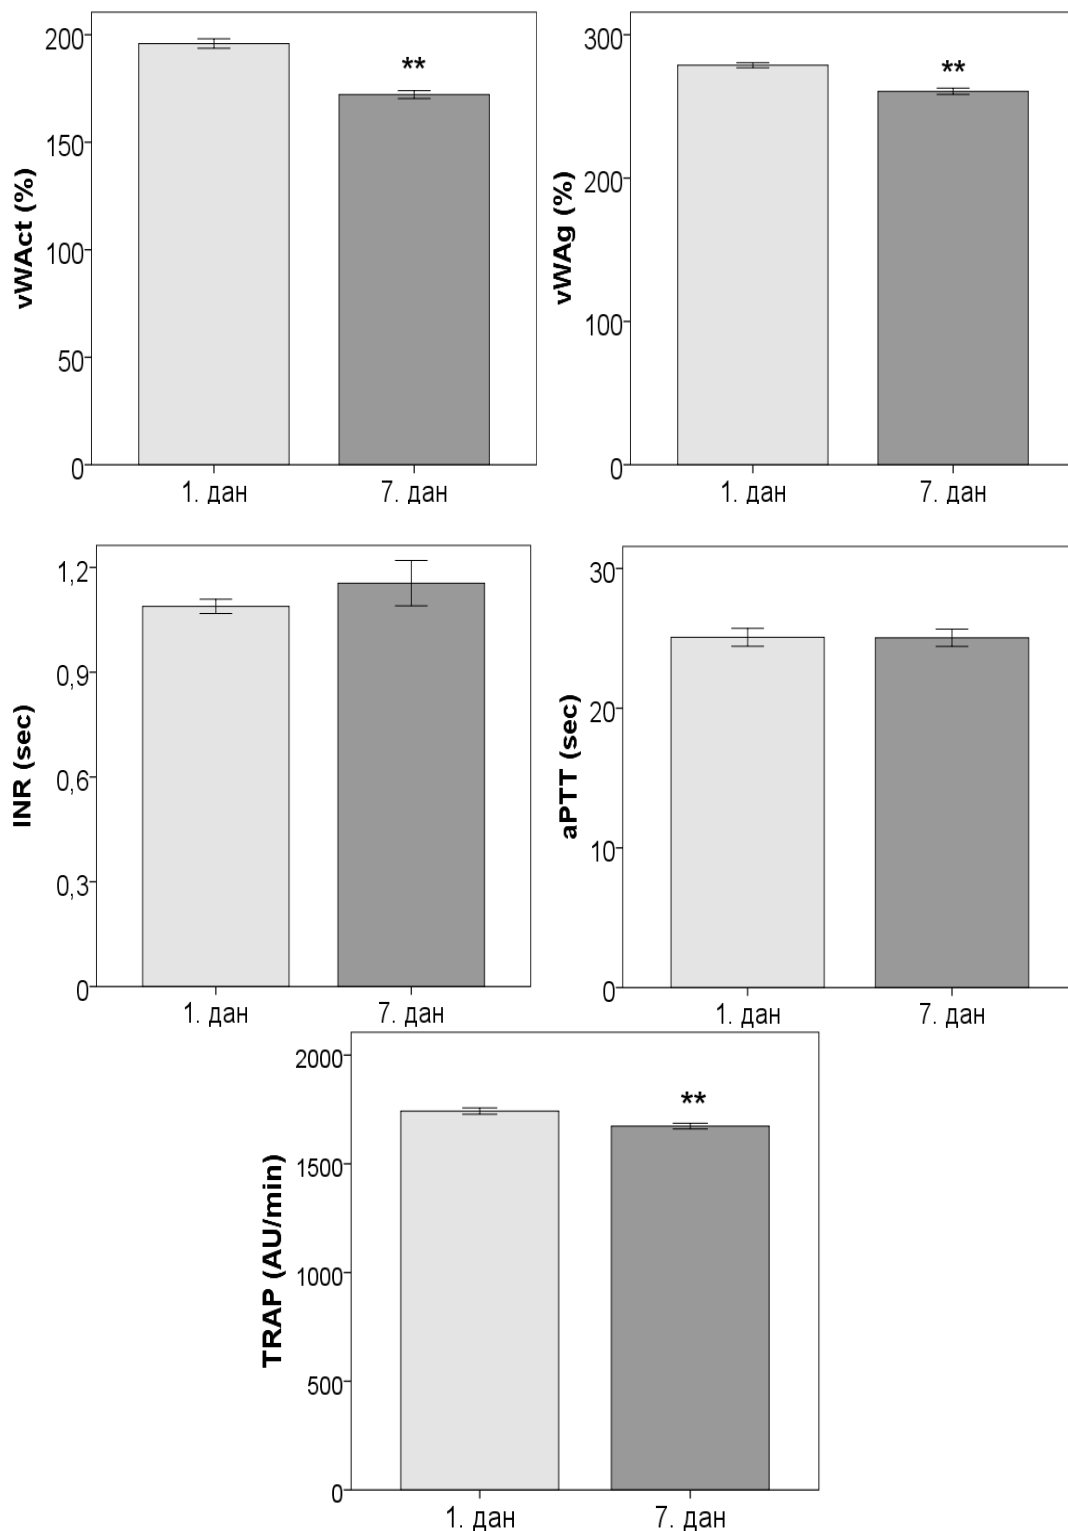 200
150
100
50
0
vWAct (%)
**
1. дан
7. дан
300
200
100
0
vWAg (%)
**
1. дан
7. дан
1,2
0,9
0,6
0,3
0
INR (sec)
1. дан
7. дан
30
20
10
0
aPTT (sec)
1. дан
7. дан
2000
1500
1000
500
0
TRAP (AU/min)
**
1. дан
7. дан